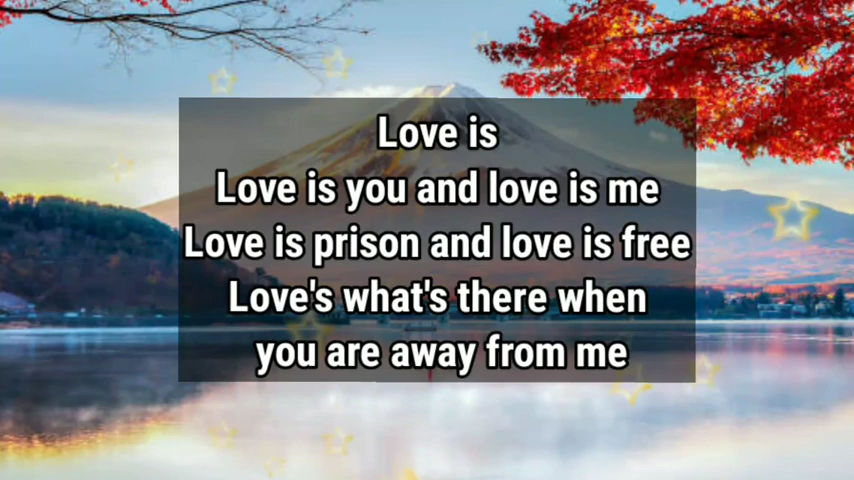 Love is
Love is you and love is me
Love is prison and love is free
Love's what's there when
you are away from me